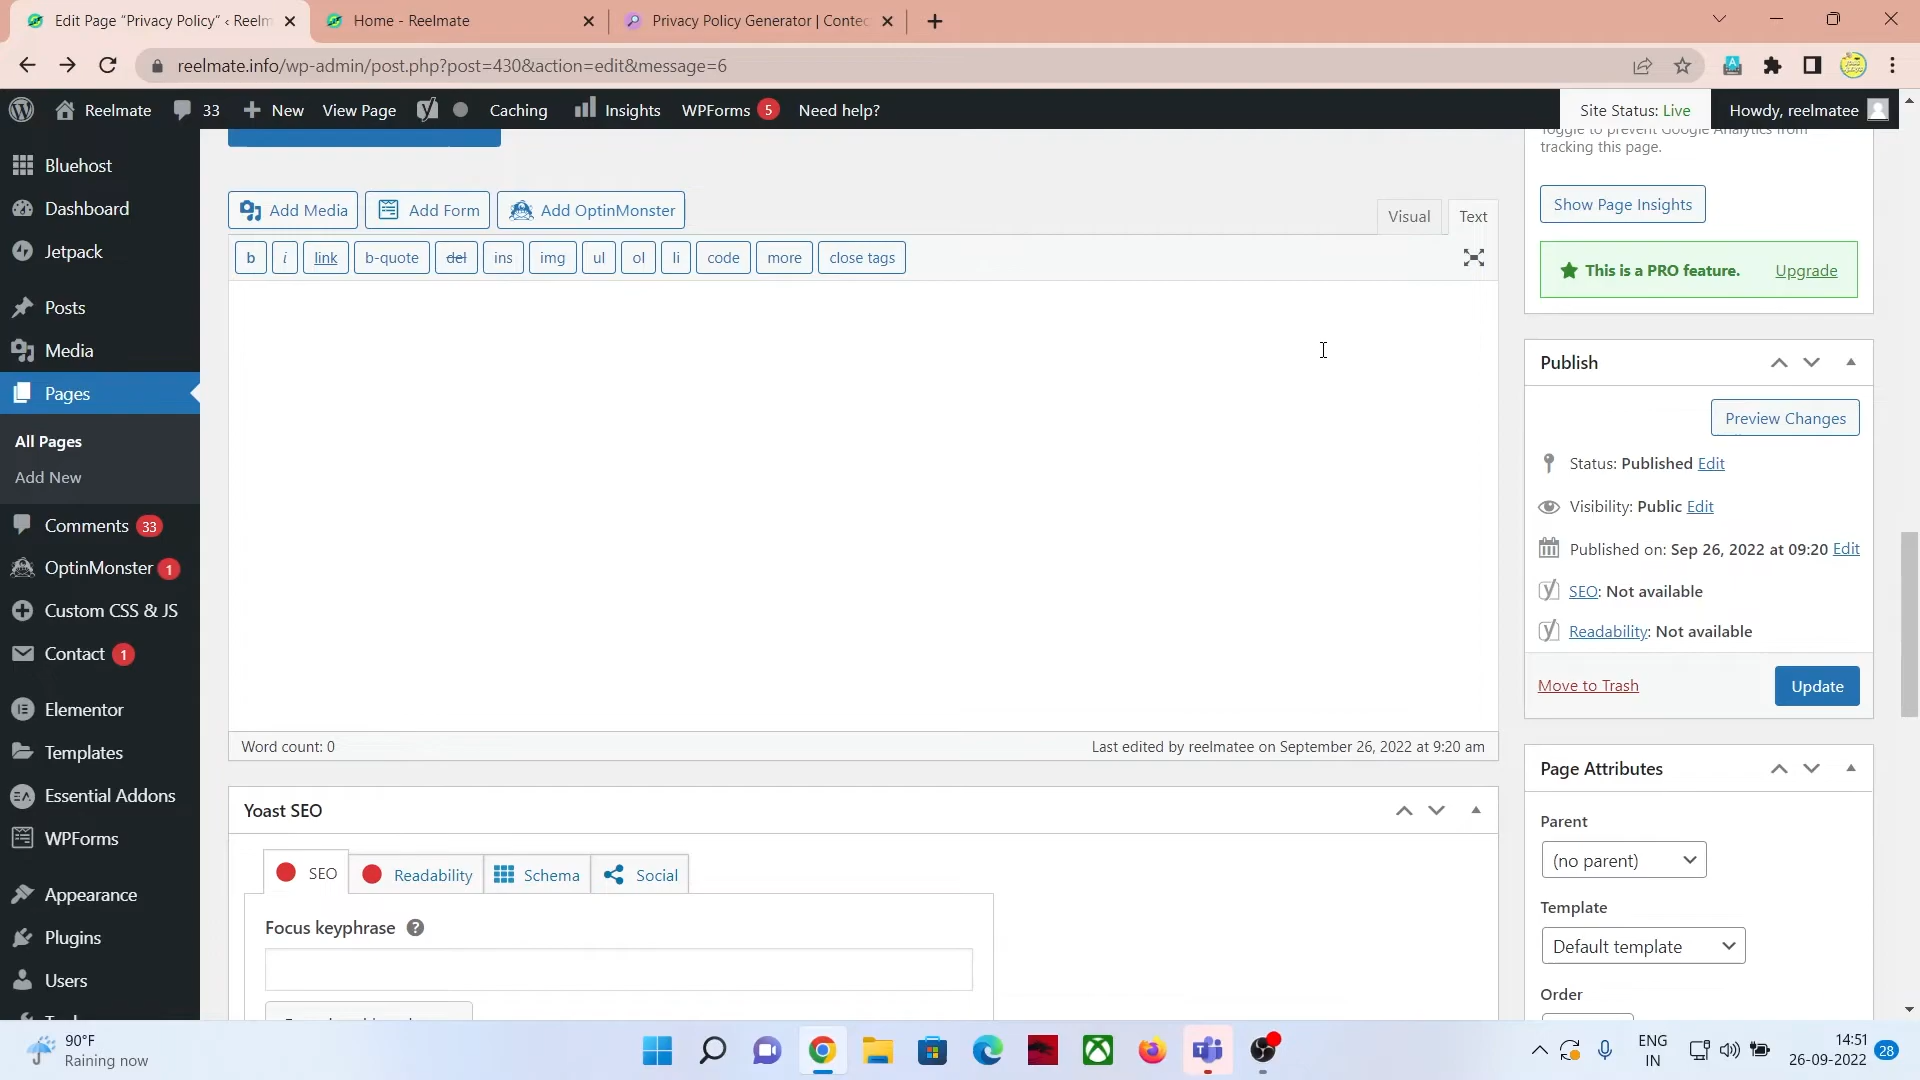 Edit Page “Privacy Policy” ‹ Reelm
Home - Reelmate
Privacy Policy Generator | Contec
reelmate.info/wp-admin/post.php?post=430&action=edit&message=6
Reelmate
33
New
View Page
Caching
Insights
WPForms 5
Need help?
Site Status: Live
Howdy, reelmatee
Bluehost
Dashboard
Jetpack
Posts
Media
Pages
All Pages
Add New
Comments 33
OptinMonster 1
Custom CSS & JS
Contact 1
Elementor
Templates
Essential Addons
WPForms
Appearance
Plugins
Users
Add Media
Add Form
Add OptinMonster
Visual
Text
b
i
link
b-quote
del
ins
img
ul
ol
li
code
more
close tags
Word count: 0
Last edited by reelmatee on September 26, 2022 at 9:20 am
Yoast SEO
SEO
Readability
Schema
Social
Focus keyphrase ?
Toggle to prevent Google Analytics from
tracking this page.
Show Page Insights
This is a PRO feature.
Upgrade
Publish
Preview Changes
Status: Published Edit
Visibility: Public Edit
Published on: Sep 26, 2022 at 09:20 Edit
SEO: Not available
Readability: Not available
Move to Trash
Update
Page Attributes
Parent
(no parent)
Template
Default template
Order
90°F
Raining now
ENG
IN
14:51
26-09-2022
28